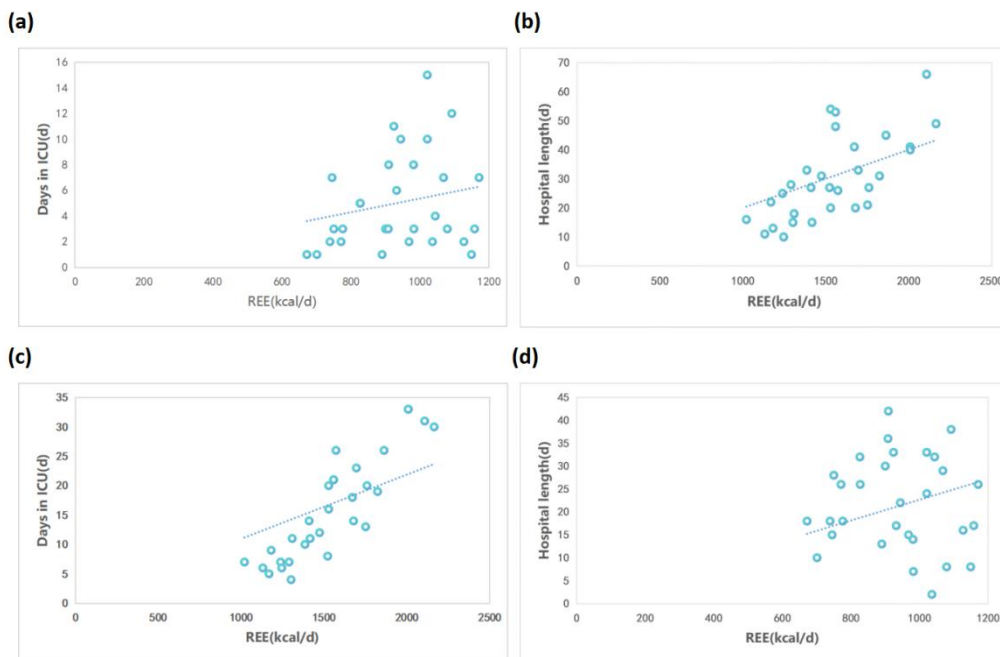 (a)
Days in ICU(d)
16
14
12
10
8
6
4
2
0
0 200 400 600 800 1000 1200
REE(kcal/d)
(b)
Hospital length(d)
70
60
50
40
30
20
10
0
0 500 1000 1500 2000 2500
REE(kcal/d)
(c)
Days in ICU(d)
35
30
25
20
15
10
5
0
0 500 1000 1500 2000 2500
REE(kcal/d)
(d)
Hospital length(d)
45
40
35
30
25
20
15
10
5
0
0 200 400 600 800 1000 1200
REE(kcal/d)